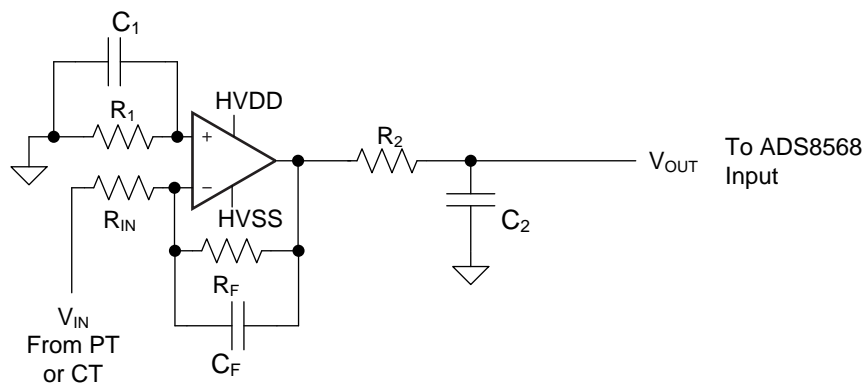 C1
R1
HVDD
+
−
HVSS
RIN
R2
VOUT
To ADS8568
Input
C2
RF
CF
VIN
From PT
or CT